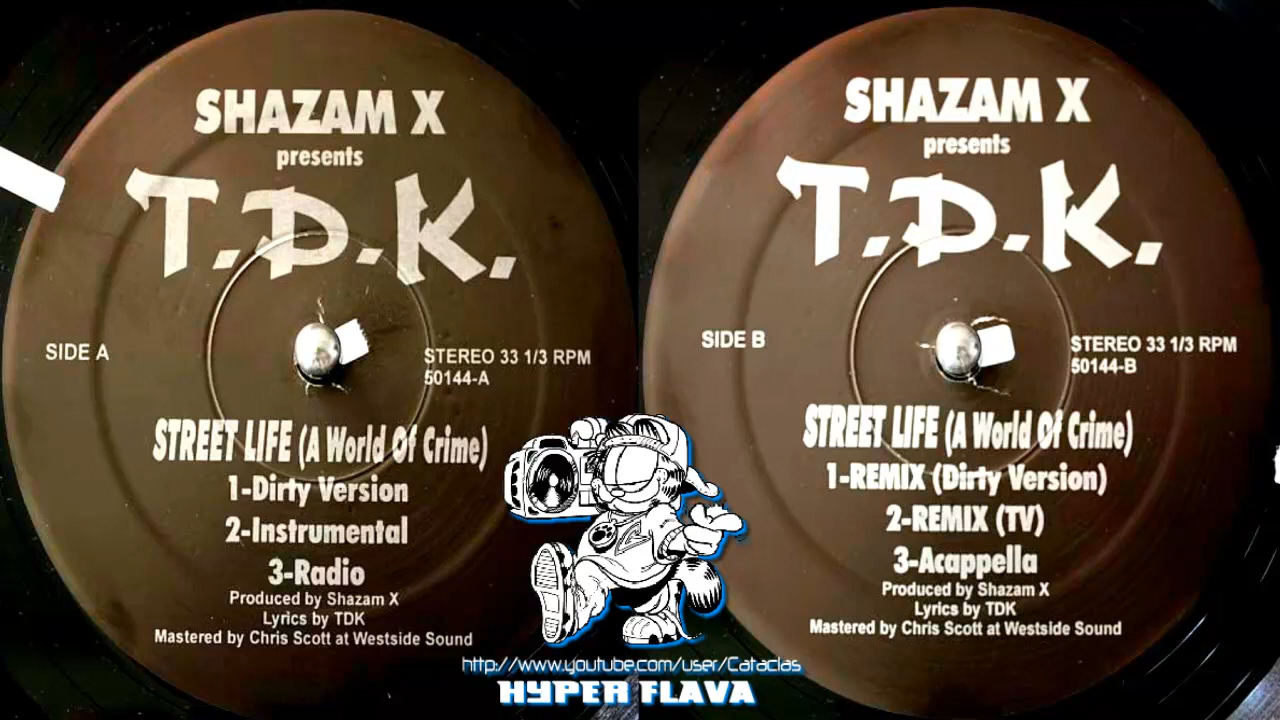 SHAZAM X
presents
T.D.K.
SIDE A
STEREO 33 1/3 RPM
50144-A
STREET LIFE (A World Of Crime)
1-Dirty Version
2-Instrumental
3-Radio
Produced by Shazam X
Lyrics by TDK
Mastered by Chris Scott at Westside Sound
SHAZAM X
presents
T.D.K.
SIDE B
STEREO 33 1/3 RPM
50144-B
STREET LIFE (A World Of Crime)
1-REMIX (Dirty Version)
2-REMIX (TV)
3-Acappella
Produced by Shazam X
Lyrics by TDK
Mastered by Chris Scott at Westside Sound
http://www.youtube.com/user/Cataclas
HYPER FLAVA